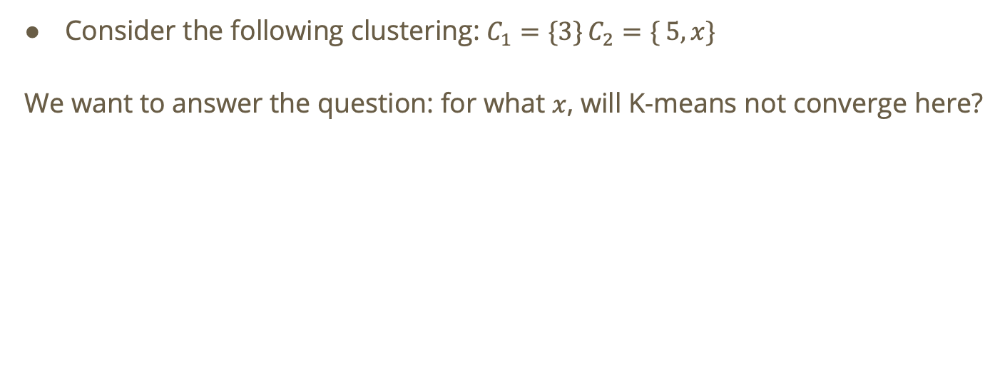 • Consider the following clustering: C₁ = {3} C₂ = { 5, x}
We want to answer the question: for what x, will K-means not converge here?